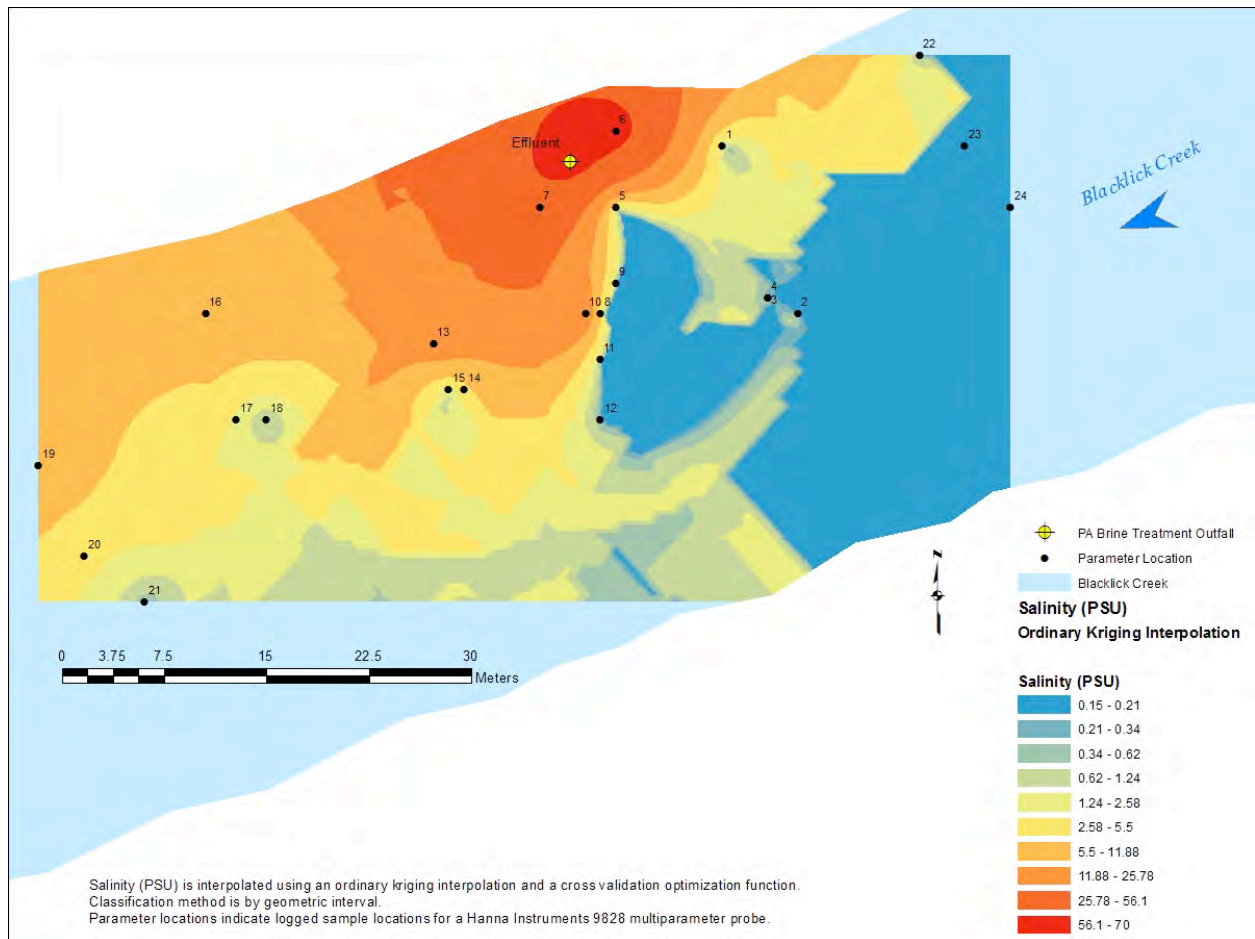 22
6
1
Effluent
23
Blacklick Creek
7
5
24
9
4
3
16
10
8
2
13
11
15
14
17
18
12
19
20
21
N
PA Brine Treatment Outfall
Parameter Location
Blacklick Creek
Salinity (PSU)
Ordinary Kriging Interpolation
0 3.75 7.5 15 22.5 30
Meters
Salinity (PSU)
0.15 - 0.21
0.21 - 0.34
0.34 - 0.62
0.62 - 1.24
1.24 - 2.58
2.58 - 5.5
5.5 - 11.88
11.88 - 25.78
25.78 - 56.1
56.1 - 70
Salinity (PSU) is interpolated using an ordinary kriging interpolation and a cross validation optimization function.
Classification method is by geometric interval.
Parameter locations indicate logged sample locations for a Hanna Instruments 9828 multiparameter probe.